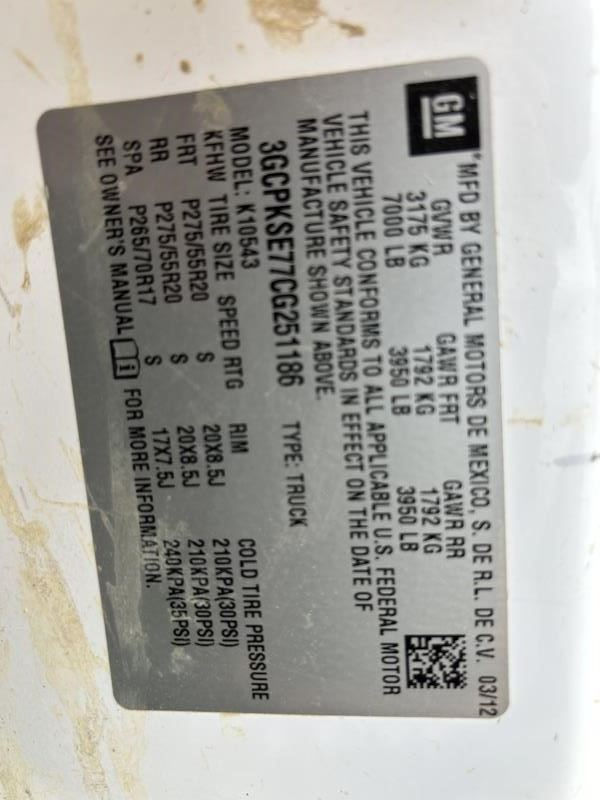 GM
*MFD BY GENERAL MOTORS DE MEXICO, S. DE R.L. DE C.V. 03/12
GVWR GAWR FRT GAWR RR
3175 KG 1792 KG 1792 KG
7000 LB 3950 LB 3950 LB
THIS VEHICLE CONFORMS TO ALL APPLICABLE U.S. FEDERAL MOTOR
VEHICLE SAFETY STANDARDS IN EFFECT ON THE DATE OF
MANUFACTURE SHOWN ABOVE.
3GCPKSE77CG251186 TYPE: TRUCK
MODEL: K10543
KFHW TIRE SIZE SPEED RTG RIM COLD TIRE PRESSURE
FRT P275/55R20 S 20X8.5J 210KPA(30PSI)
RR P275/55R20 S 20X8.5J 210KPA(30PSI)
SPA P265/70R17 S 17X7.5J 240KPA(35PSI)
SEE OWNER'S MANUAL i FOR MORE INFORMATION.